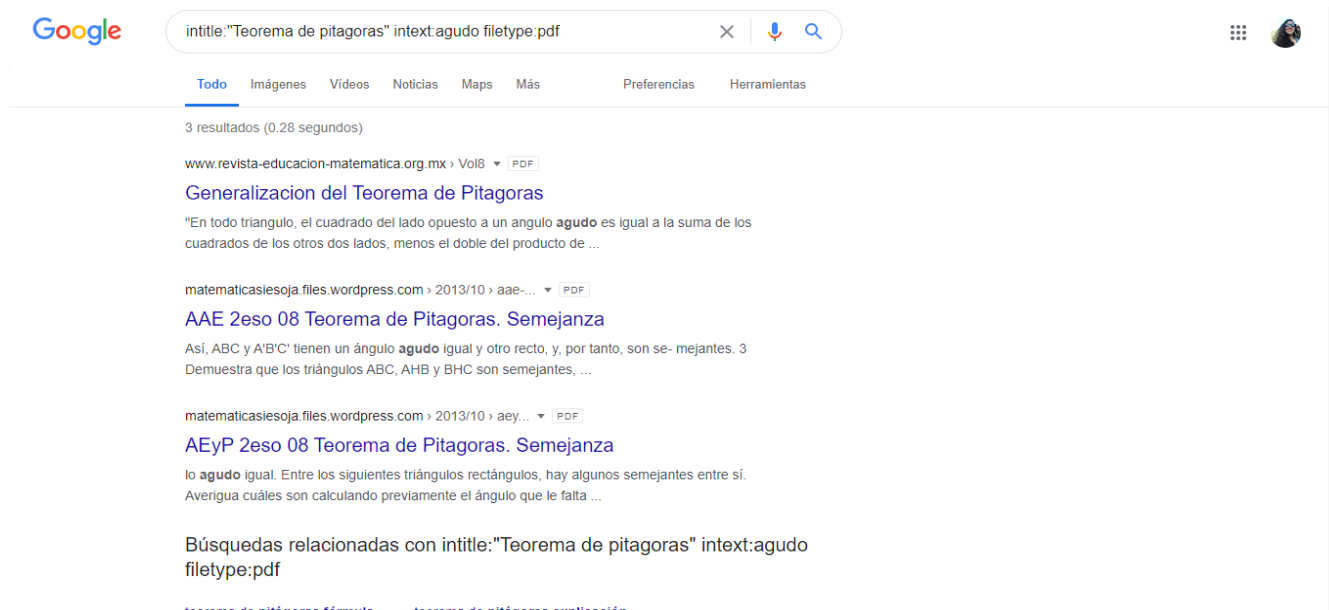 Google
intitle:"Teorema de pitagoras" intext:agudo filetype:pdf
Todo Imágenes Vídeos Noticias Maps Más Preferencias Herramientas
3 resultados (0.28 segundos)
www.revista-educacion-matematica.org.mx › Vol8 PDF
Generalizacion del Teorema de Pitagoras
"En todo triangulo, el cuadrado del lado opuesto a un angulo agudo es igual a la suma de los
cuadrados de los otros dos lados, menos el doble del producto de ...
matematicasiesoja.files.wordpress.com › 2013/10 › aae-... PDF
AAE 2eso 08 Teorema de Pitagoras. Semejanza
Así, ABC y A'B'C' tienen un ángulo agudo igual y otro recto, y, por tanto, son se- mejantes. 3
Demuestra que los triángulos ABC, AHB y BHC son semejantes, ...
matematicasiesoja.files.wordpress.com › 2013/10 › aey... PDF
AEyP 2eso 08 Teorema de Pitagoras. Semejanza
lo agudo igual. Entre los siguientes triángulos rectángulos, hay algunos semejantes entre sí.
Averigua cuáles son calculando previamente el ángulo que le falta ...
Búsquedas relacionadas con intitle:"Teorema de pitagoras" intext:agudo
filetype:pdf
teorema de pitágoras fórmula teorema de pitágoras explicación